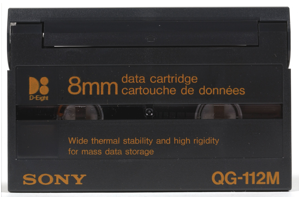 D-Eight
8mm data cartridge
cartouche de données
Wide thermal stability and high rigidity
for mass data storage
SONY QG-112M